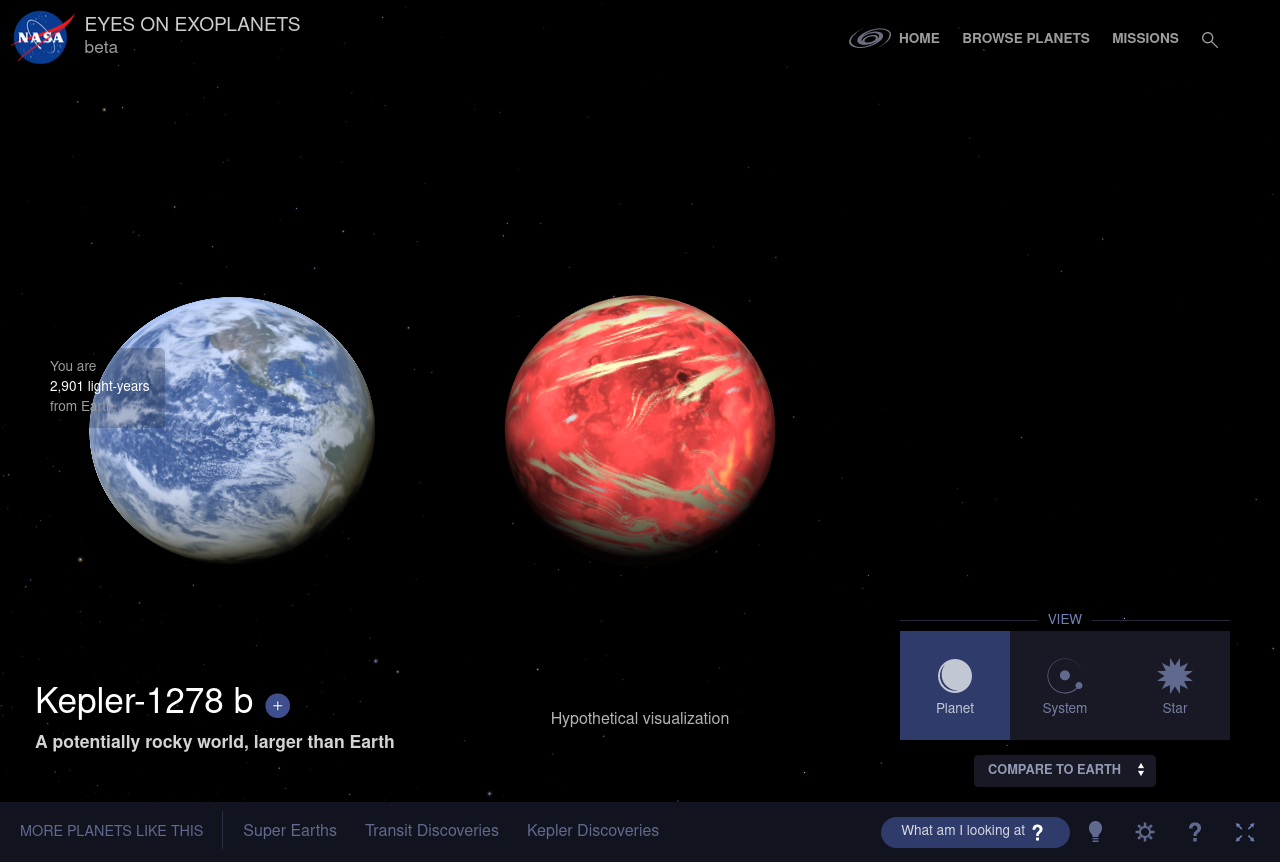 NASA
EYES ON EXOPLANETS
beta
HOME
BROWSE PLANETS
MISSIONS
You are
2,901 light-years
from Earth
Kepler-1278 b +
A potentially rocky world, larger than Earth
Hypothetical visualization
VIEW
Planet
System
Star
COMPARE TO EARTH
MORE PLANETS LIKE THIS
Super Earths
Transit Discoveries
Kepler Discoveries
What am I looking at ?
?